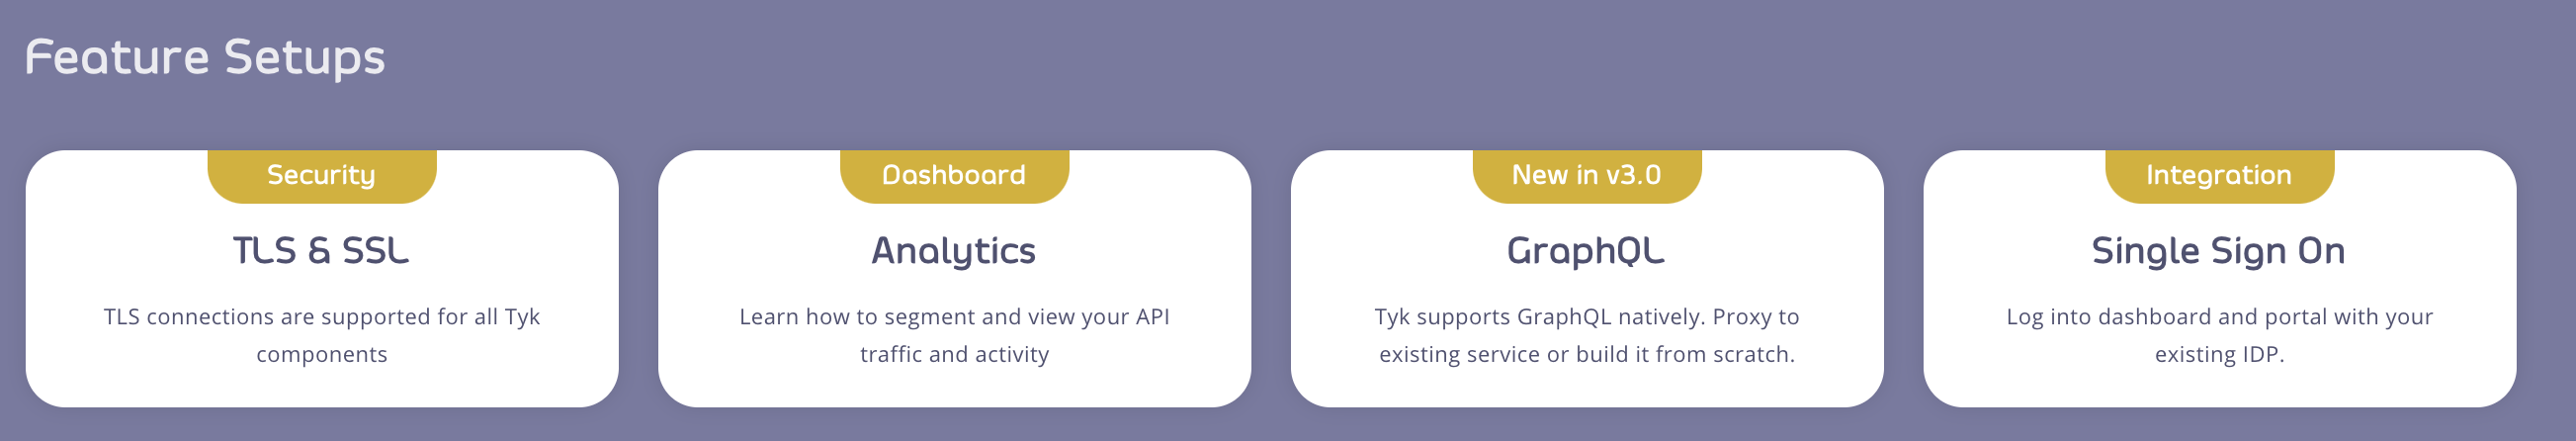 Feature Setups
Security
TLS & SSL
TLS connections are supported for all Tyk
components
Dashboard
Analytics
Learn how to segment and view your API
traffic and activity
New in v3.0
GraphQL
Tyk supports GraphQL natively. Proxy to
existing service or build it from scratch.
Integration
Single Sign On
Log into dashboard and portal with your
existing IDP.